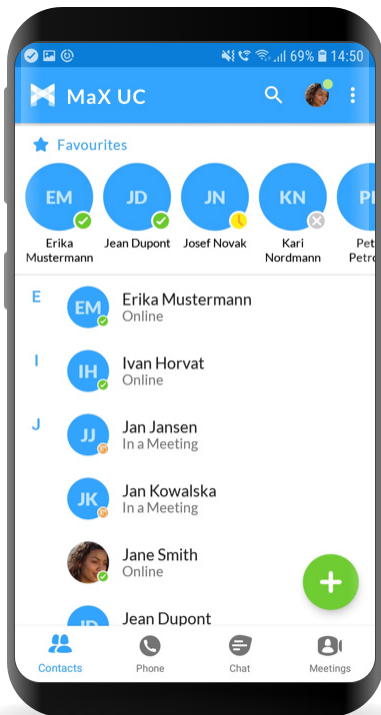 69% 14:50
MaX UC
Favourites
EM JD JN KN
Erika Mustermann
Jean Dupont
Josef Novak
Kari Nordmann
E
EM
Erika Mustermann
Online
I
IH
Ivan Horvat
Online
J
JJ
Jan Jansen
In a Meeting
JK
Jan Kowalska
In a Meeting
Jane Smith
Online
JD
Jean Dupont
Contacts Phone Chat Meetings